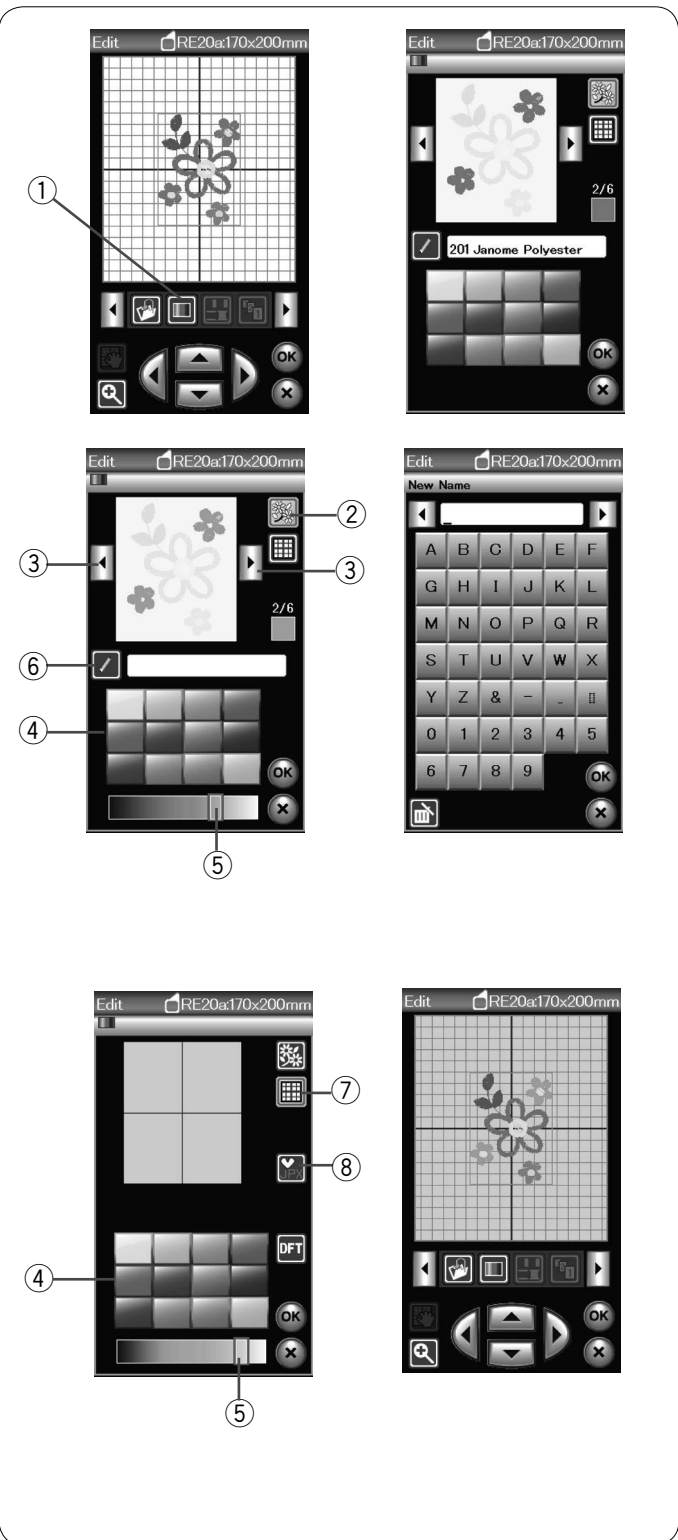 Edit RE20a:170x200mm
①
OK
Edit RE20a:170x200mm
2/6
201 Janome Polyester
OK
Edit RE20a:170x200mm
②
③
③
2/6
⑥
④
OK
⑤
Edit RE20a:170x200mm
New Name
_
A B C D E F
G H I J K L
M N O P Q R
S T U V W X
Y Z & - _ []
0 1 2 3 4 5
6 7 8 9
OK
Edit RE20a:170x200mm
⑦
JPX
⑧
DFT
④
OK
⑤
Edit RE20a:170x200mm
OK